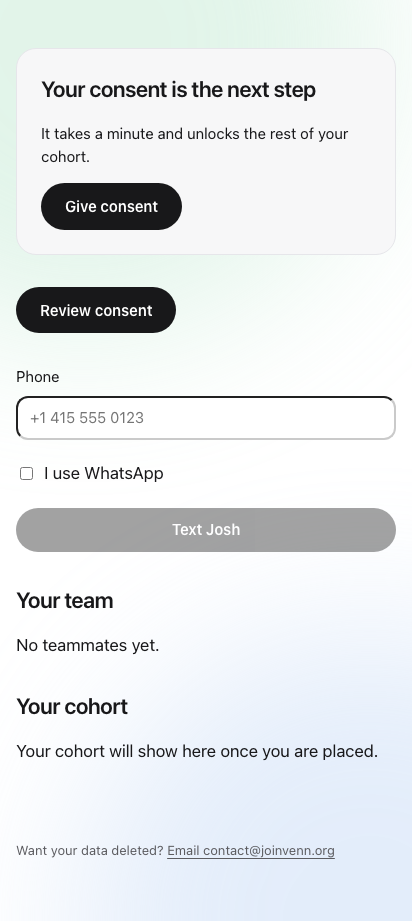 Your consent is the next step
It takes a minute and unlocks the rest of your
cohort.
Give consent
Review consent
Phone
+1 415 555 0123
I use WhatsApp
Text Josh
Your team
No teammates yet.
Your cohort
Your cohort will show here once you are placed.
Want your data deleted? Email contact@joinvenn.org